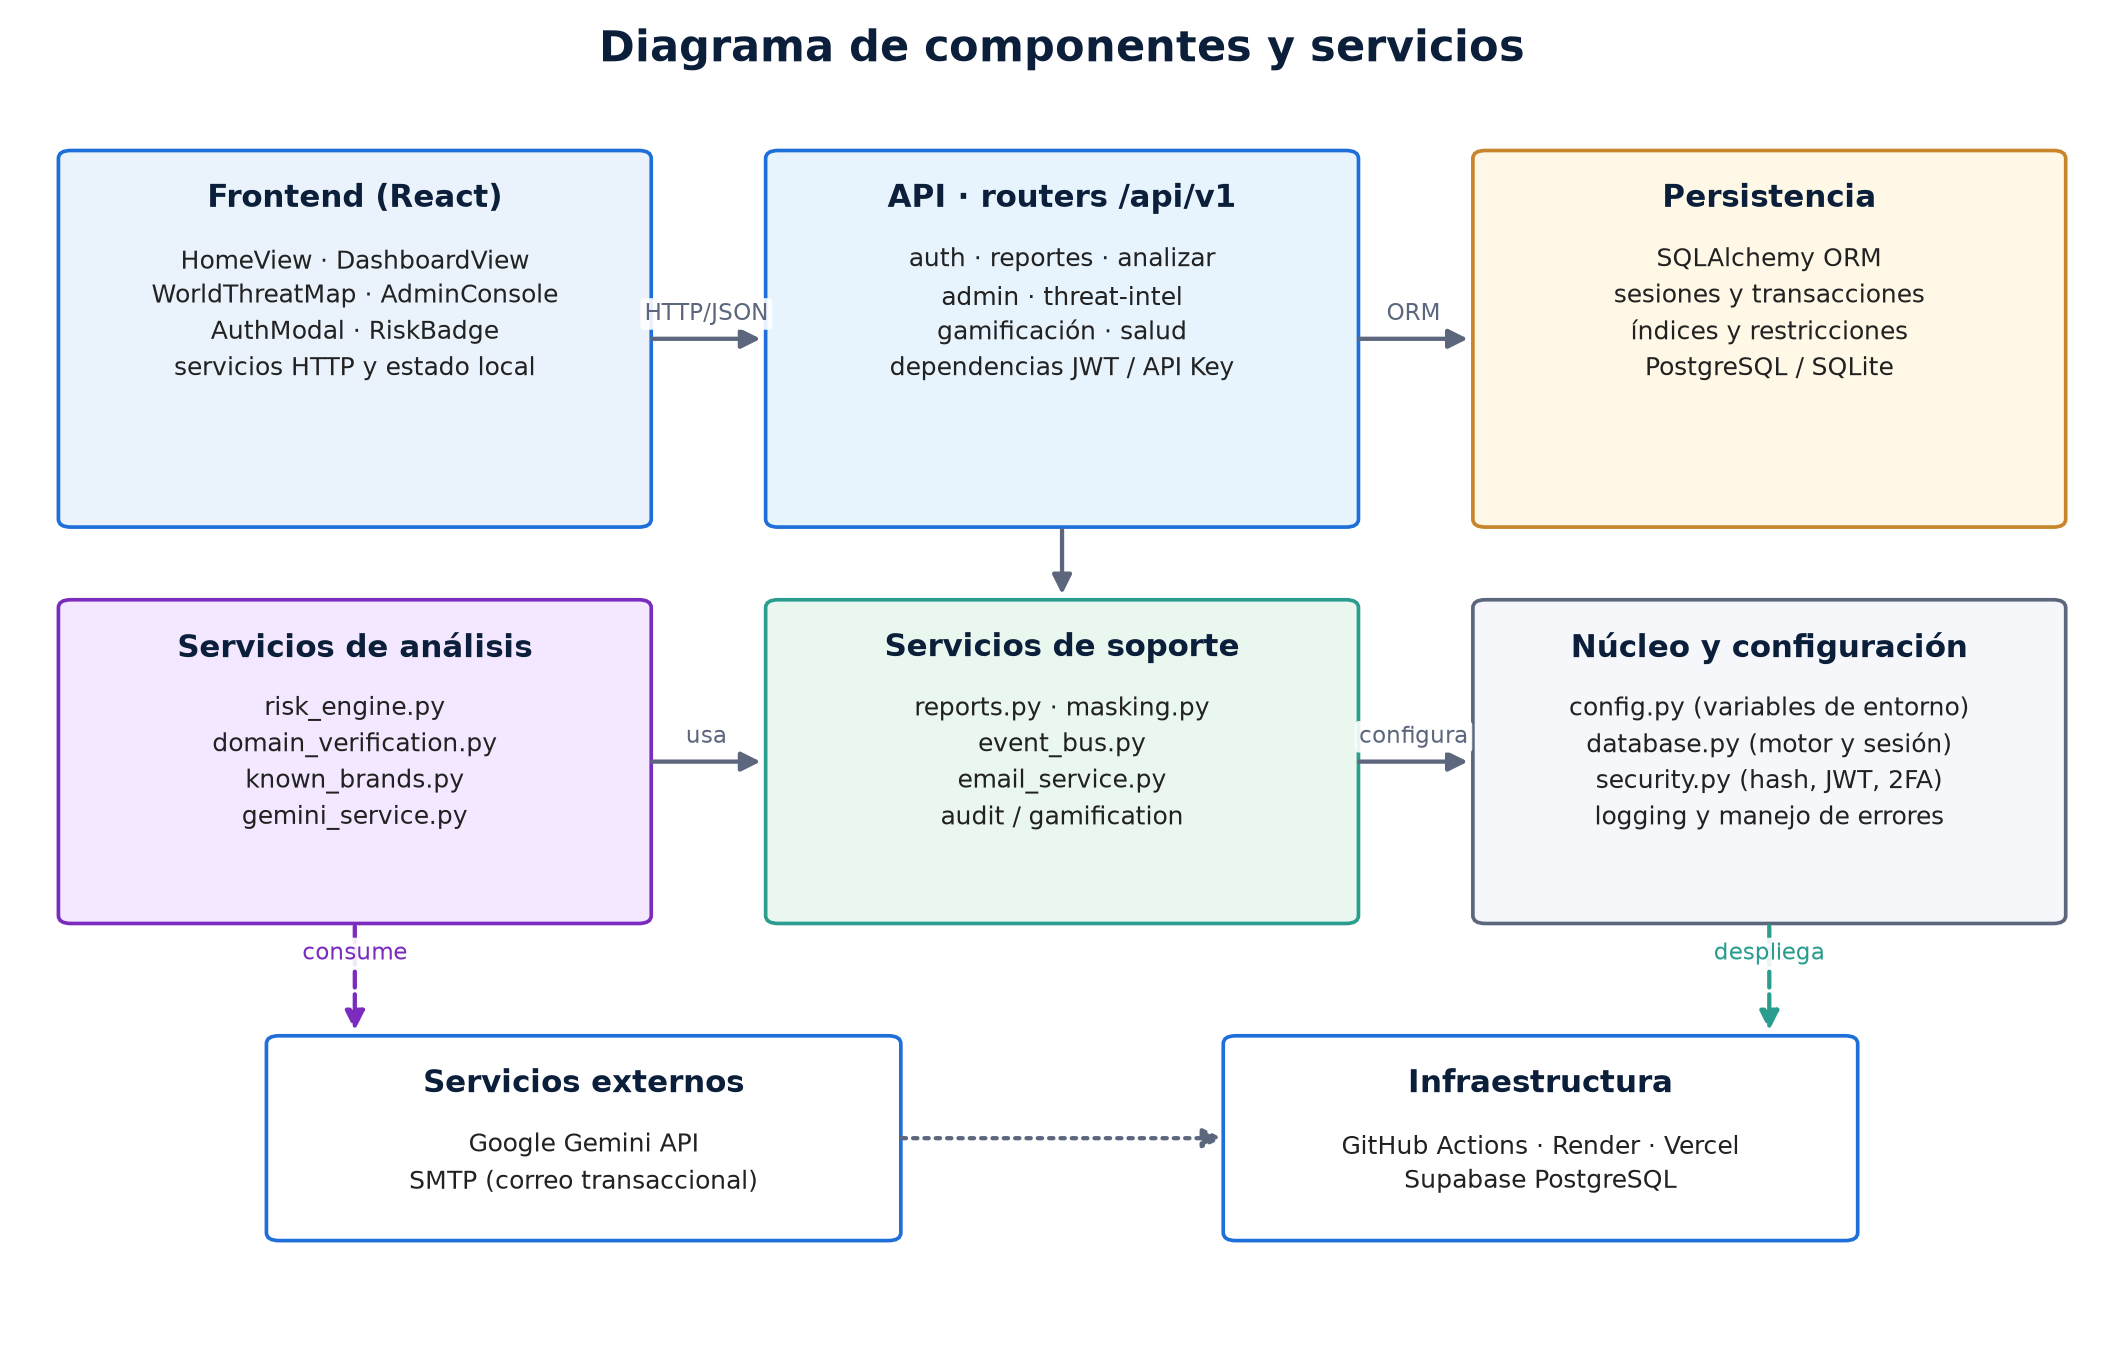 Diagrama de componentes y servicios
Frontend (React)
HomeView · DashboardView
WorldThreatMap · AdminConsole
AuthModal · RiskBadge
servicios HTTP y estado local
HTTP/JSON
API · routers /api/v1
auth · reportes · analizar
admin · threat-intel
gamificación · salud
dependencias JWT / API Key
ORM
Persistencia
SQLAlchemy ORM
sesiones y transacciones
índices y restricciones
PostgreSQL / SQLite
Servicios de análisis
risk_engine.py
domain_verification.py
known_brands.py
gemini_service.py
usa
Servicios de soporte
reports.py · masking.py
event_bus.py
email_service.py
audit / gamification
configura
Núcleo y configuración
config.py (variables de entorno)
database.py (motor y sesión)
security.py (hash, JWT, 2FA)
logging y manejo de errores
consume
despliega
Servicios externos
Google Gemini API
SMTP (correo transaccional)
Infraestructura
GitHub Actions · Render · Vercel
Supabase PostgreSQL